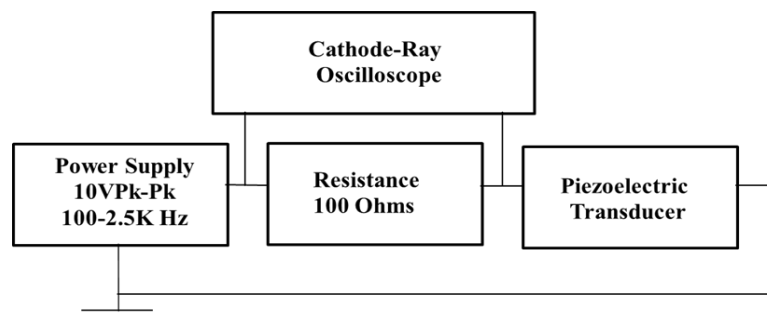 Cathode-Ray
Oscilloscope
Power Supply
10VPk-Pk
100-2.5K Hz
Resistance
100 Ohms
Piezoelectric
Transducer